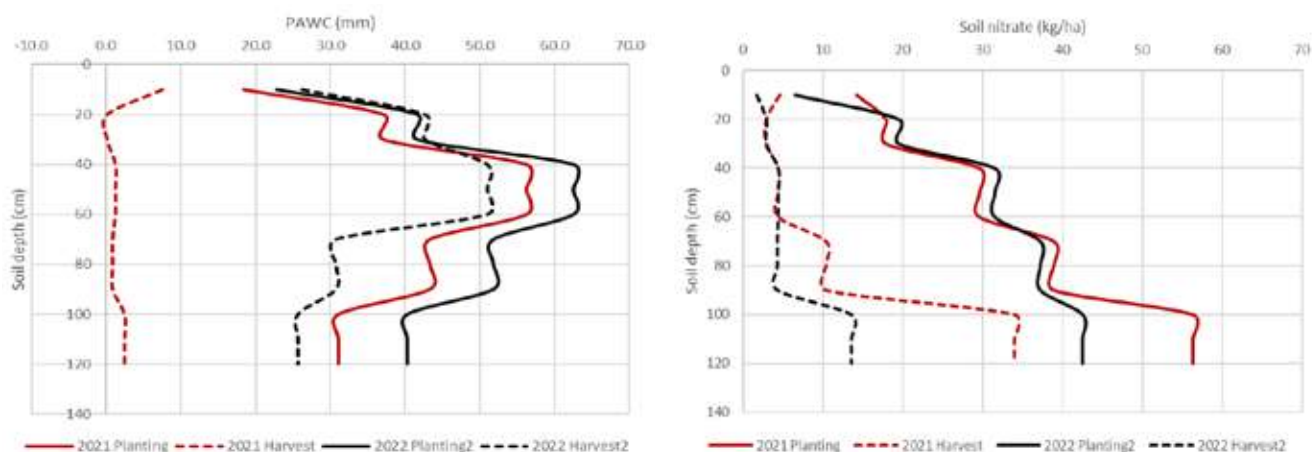 PAWC (mm)
-10.0 0.0 10.0 20.0 30.0 40.0 50.0 60.0 70.0
0
20
40
60
80
100
120
140
Soil depth (cm)
2021 Planting 2021 Harvest 2022 Planting2 2022 Harvest2
Soil nitrate (kg/ha)
0 10 20 30 40 50 60 70
0
20
40
60
80
100
120
140
Soil depth (cm)
2021 Planting 2021 Harvest 2022 Planting2 2022 Harvest2